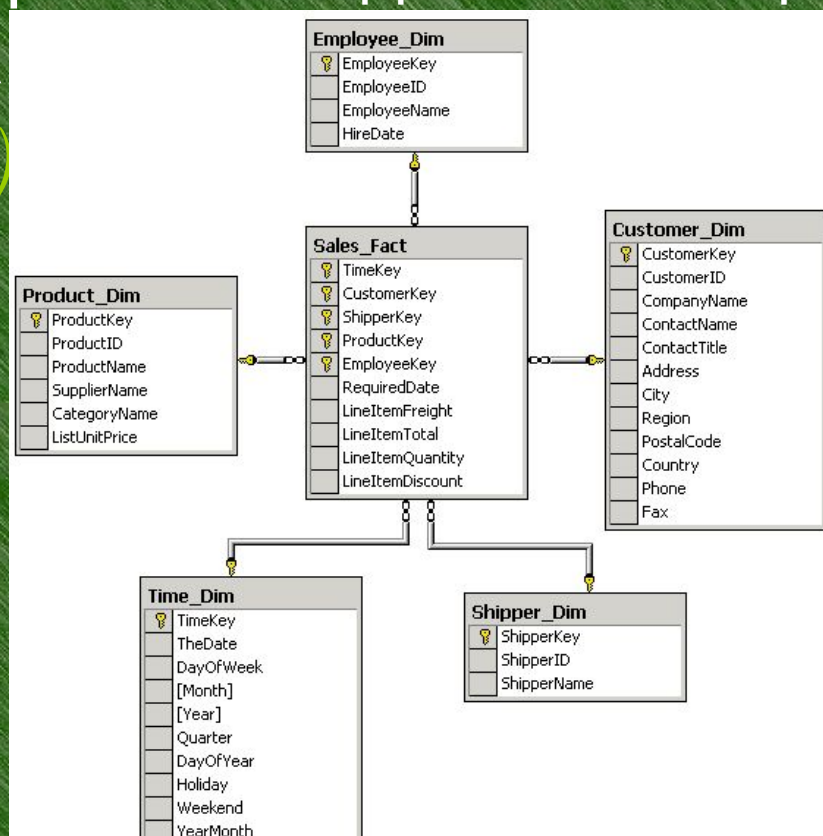 Employee_Dim
EmployeeKey
EmployeeID
EmployeeName
HireDate
Sales_Fact
TimeKey
CustomerKey
ShipperKey
ProductKey
EmployeeKey
RequiredDate
LineItemFreight
LineItemTotal
LineItemQuantity
LineItemDiscount
Product_Dim
ProductKey
ProductID
ProductName
SupplierName
CategoryName
ListUnitPrice
Customer_Dim
CustomerKey
CustomerID
CompanyName
ContactName
ContactTitle
Address
City
Region
PostalCode
Country
Phone
Fax
Time_Dim
TimeKey
TheDate
DayOfWeek
[Month]
[Year]
Quarter
DayOfYear
Holiday
Weekend
YearMonth
Shipper_Dim
ShipperKey
ShipperID
ShipperName